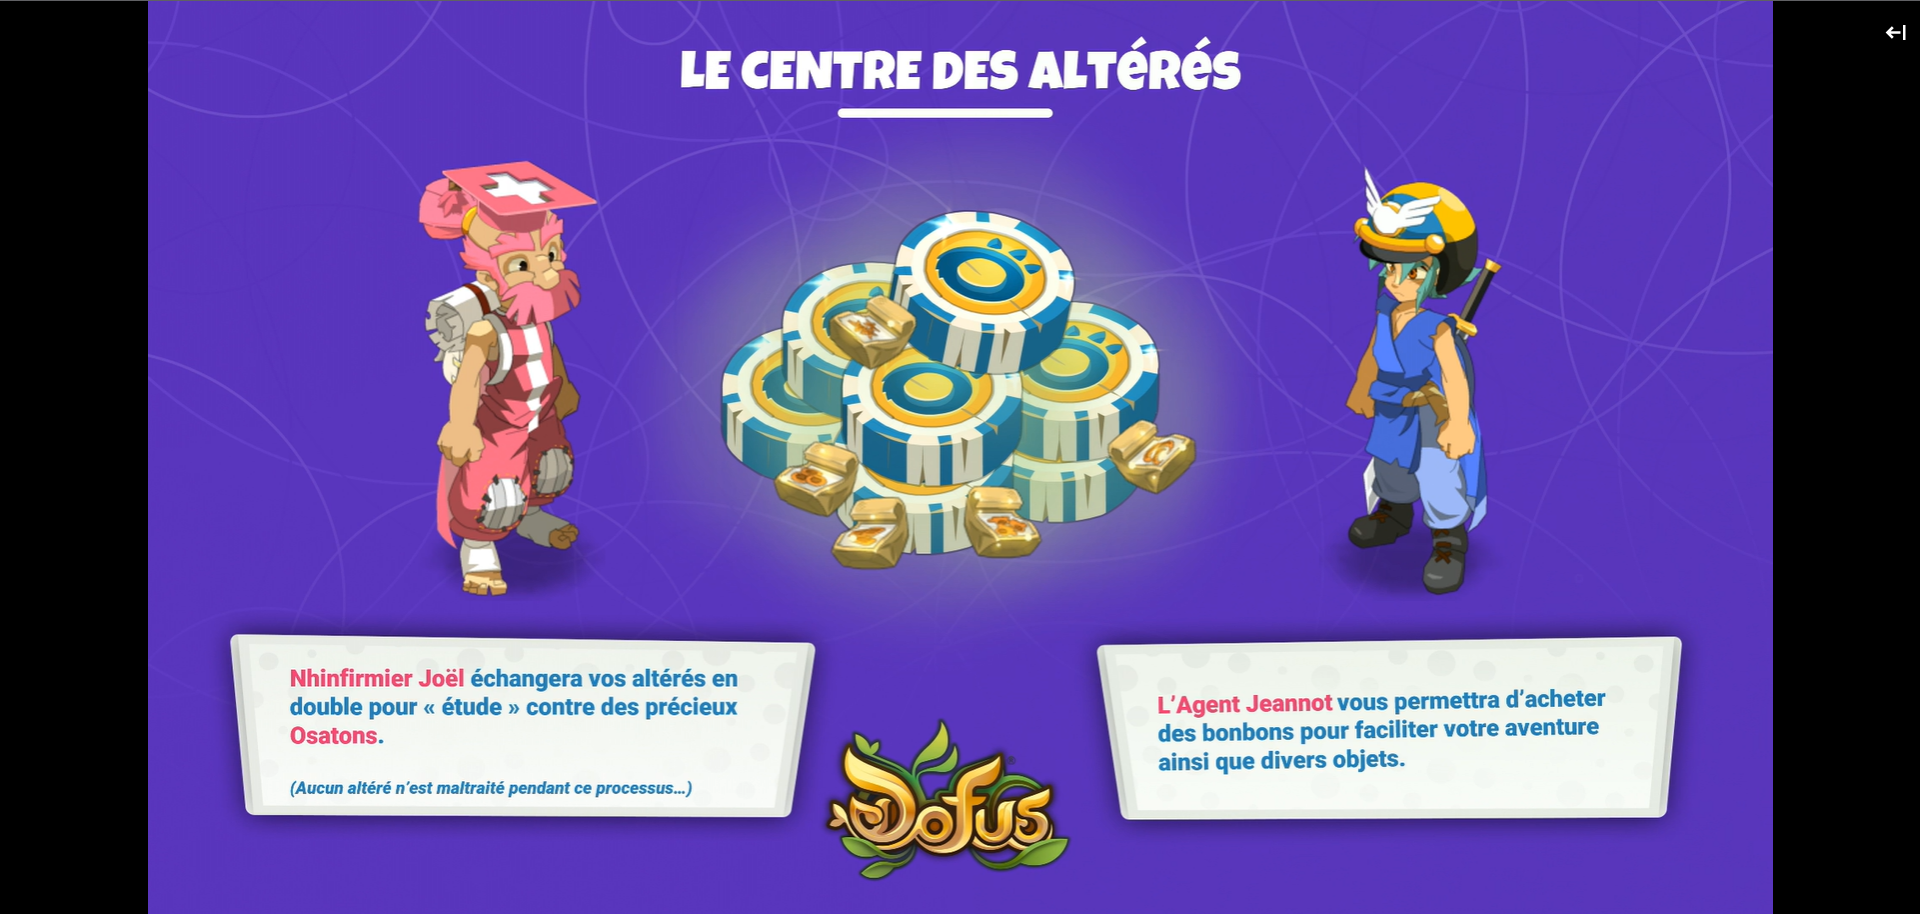 LE CENTRE DES ALTÉRÉS
Nhinfirmier Joël échangera vos altérés en
double pour « étude » contre des précieux
Osatons.
(Aucun altéré n’est maltraité pendant ce processus...)
L’Agent Jeannot vous permettra d’acheter
des bonbons pour faciliter votre aventure
ainsi que divers objets.
Dofus